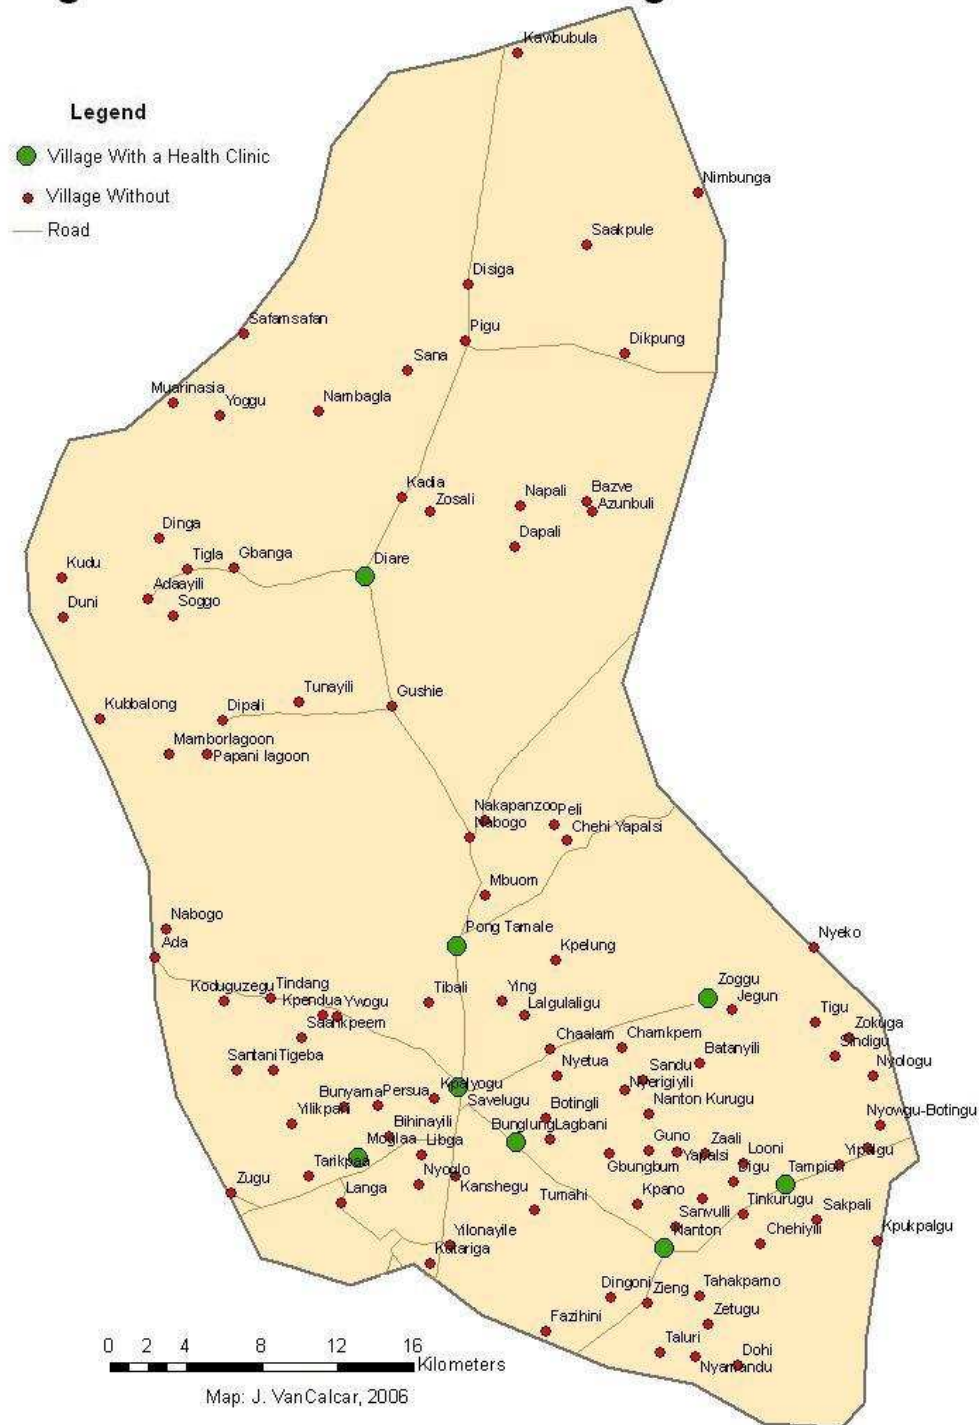 Kawbubula
Legend
Village With a Health Clinic
Village Without
Road
Nimbunga
Saakpule
Disiga
Safamsafan
Pigu
Dikpung
Sana
Muarinasia
Yoggu
Nambagla
Kadia
Zosali
Napali
Bazve
Azunbuli
Dinga
Dapali
Tigla
Gbanga
Diare
Kudu
Adaayili
Duni
Soggo
Tunayili
Gushie
Kubbalong
Dipali
Mamborlagoon
Papani lagoon
Nakapanzoo
Peli
Nabogo
Chehi Yapalsi
Mbuom
Nabogo
Pong Tamale
Ada
Kpelung
Nyeko
Koduguzegu
Tindang
Tibali
Ying
Zoggu
Jegun
Kpendua
Ywogu
Lalgulaligu
Tigu
Saankpeem
Chaalam
Chamkpem
Zokuga
Sindigu
Santani
Tigeba
Nyetua
Sandu
Batanyili
Nyologu
Bunyama
Persua
Kpalyogu
Savelugu
Nyerigiyili
Nanton Kurugu
Yilikpani
Bihinayili
Botingli
Nyowgu-Botingu
Moglaa
Libga
Bunglung
Lagbani
Guno
Zaali
Looni
Yipalgu
Tarikpaa
Nyoglo
Gbungbum
Yapalsi
Digu
Tampion
Zugu
Langa
Kanshegu
Tumahi
Kpano
Tinkurugu
Sakpali
Sanvulli
Yilonayile
Nanton
Chehiyili
Kpukpalgu
Kutariga
Dingoni
Zieng
Tahakpamo
Fazihini
Zetugu
Taluri
Dohi
Nyamandu
0 2 4 8 12 16
Kilometers
Map: J. VanCalcar, 2006